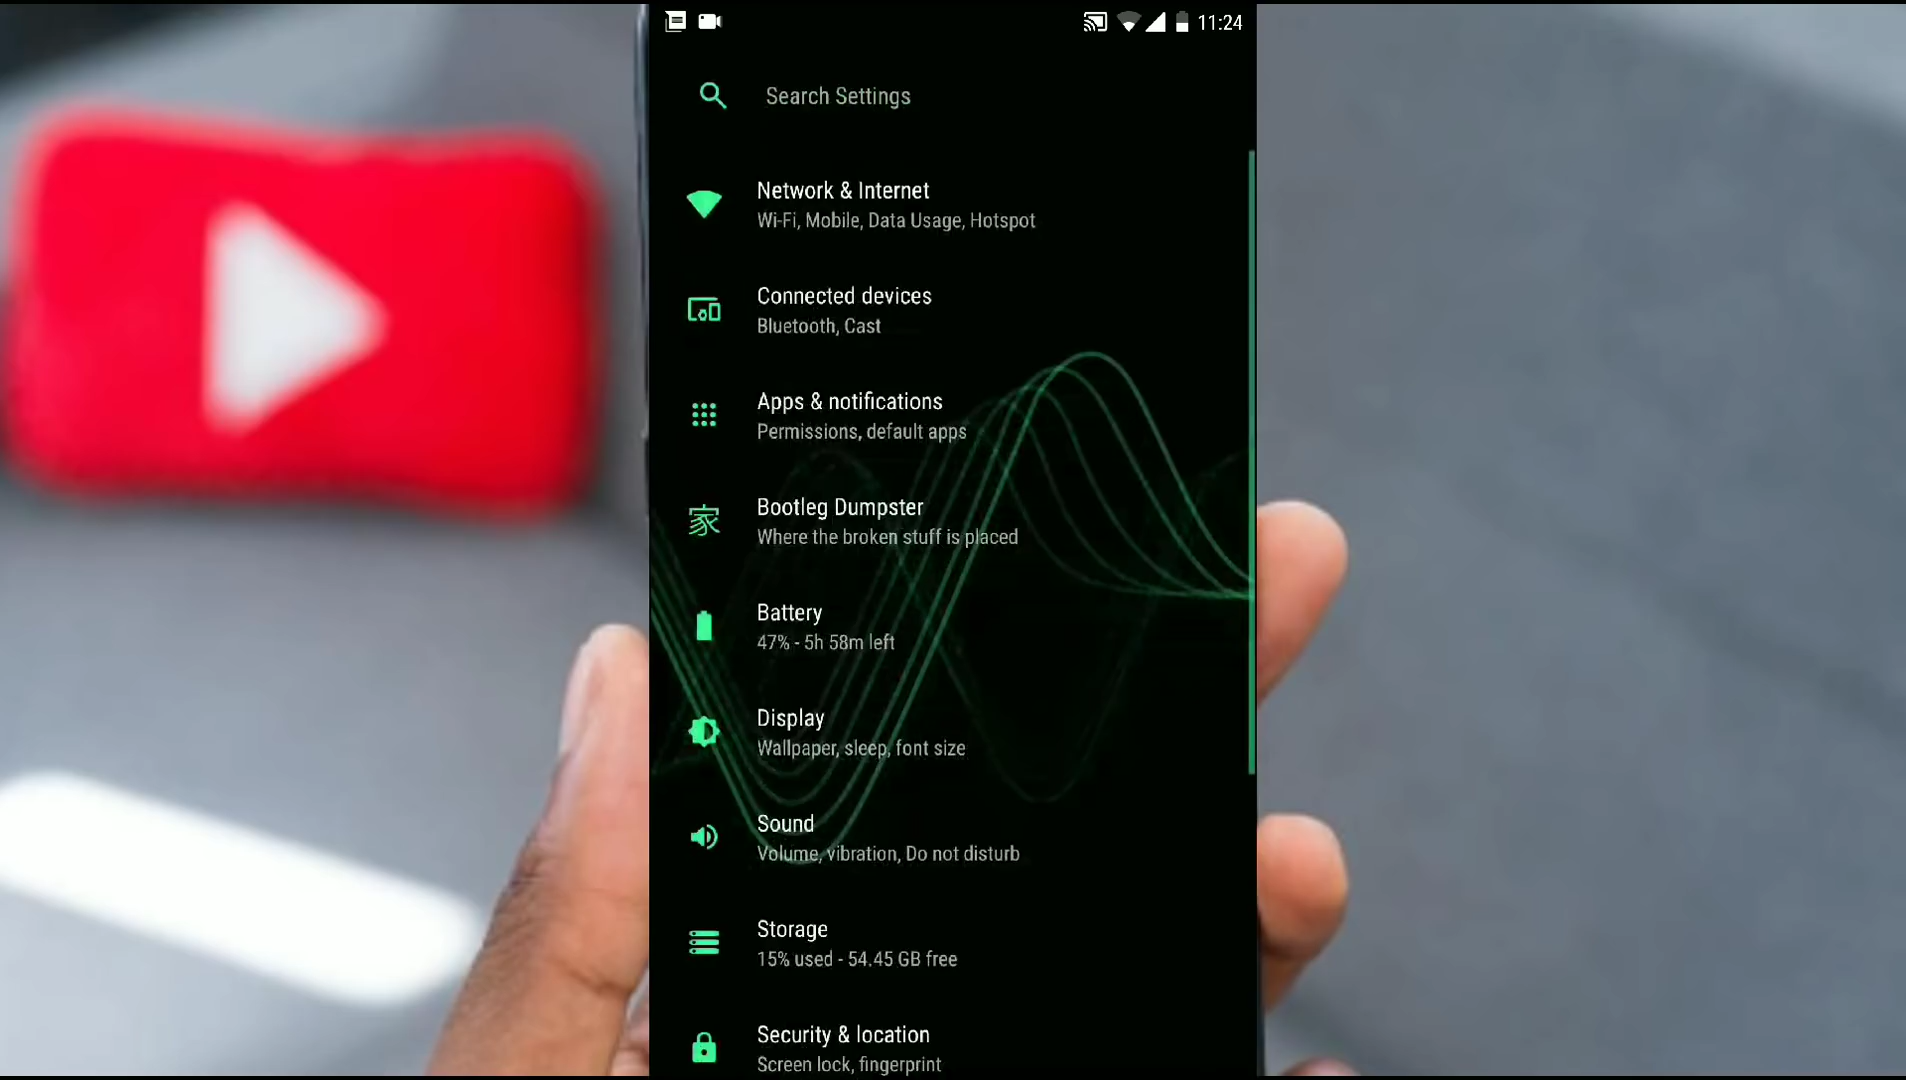 11:24
Search Settings
Network & Internet
Wi-Fi, Mobile, Data Usage, Hotspot
Connected devices
Bluetooth, Cast
Apps & notifications
Permissions, default apps
家
Bootleg Dumpster
Where the broken stuff is placed
Battery
47% - 5h 58m left
Display
Wallpaper, sleep, font size
Sound
Volume, vibration, Do not disturb
Storage
15% used - 54.45 GB free
Security & location
Screen lock, fingerprint